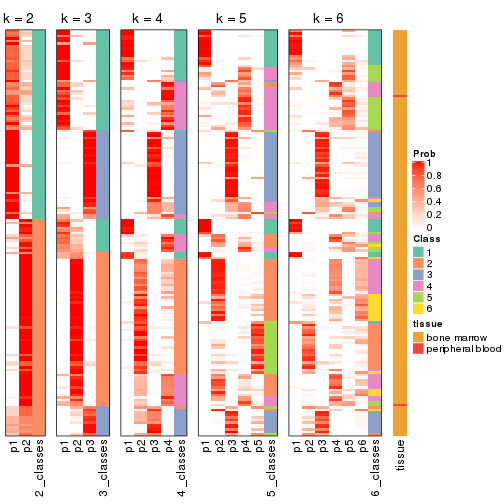 k = 2
k = 3
k = 4
k = 5
k = 6
Prob
1
0.8
0.6
0.4
0.2
0
Class
1
2
3
4
5
6
tissue
bone marrow
peripheral blood
p1
p2
2_classes
p1
p2
p3
3_classes
p1
p2
p3
p4
4_classes
p1
p2
p3
p4
p5
5_classes
p1
p2
p3
p4
p5
p6
6_classes
tissue